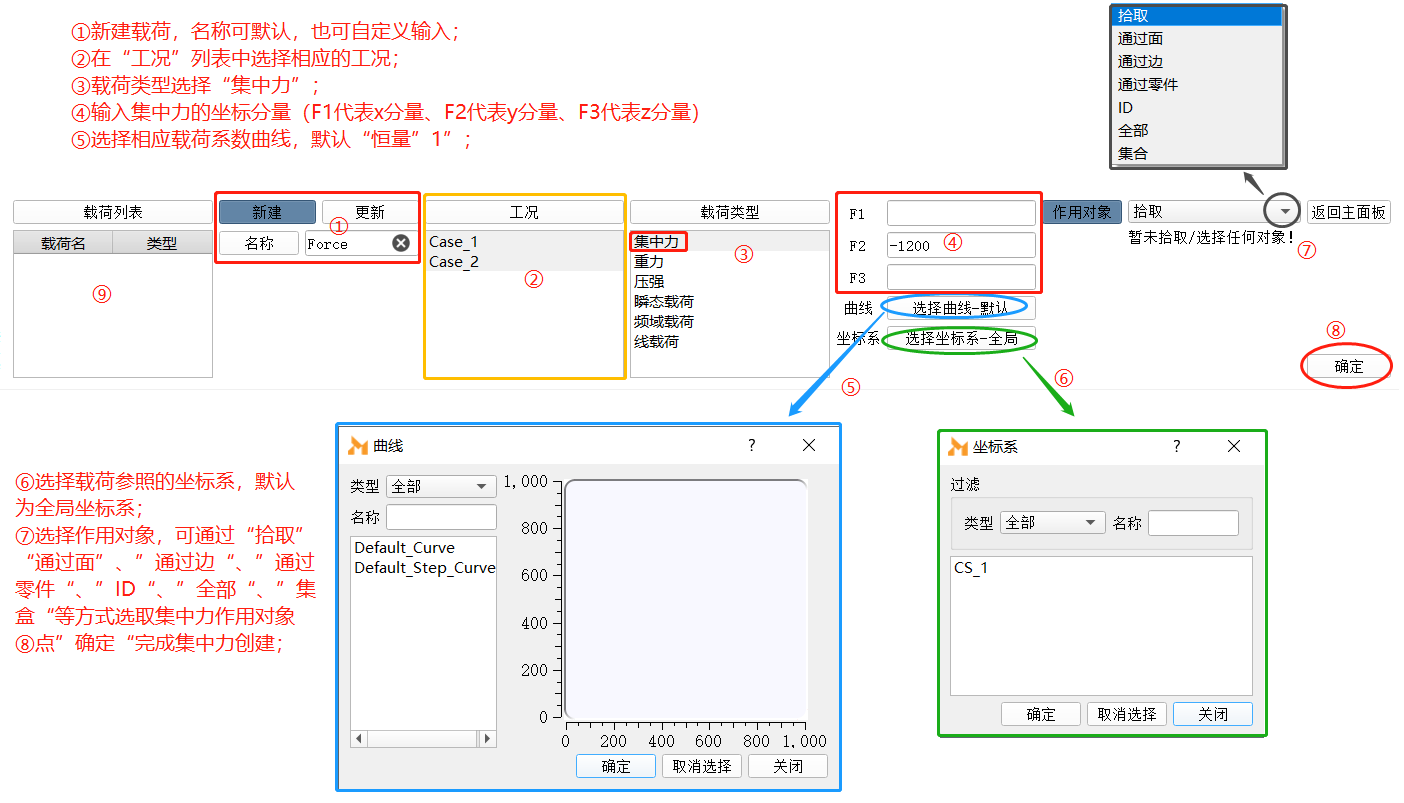 ①新建载荷，名称可默认，也可自定义输入；
②在“工况”列表中选择相应的工况；
③载荷类型选择“集中力”；
④输入集中力的坐标分量（F1代表x分量、F2代表y分量、F3代表z分量）
⑤选择相应载荷系数曲线，默认“恒量”1”；
拾取
通过面
通过边
通过零件
ID
全部
集合
载荷列表
载荷名 类型
⑨
新建 更新
①
名称 Force
工况
Case_1
Case_2
②
载荷类型
集中力
重力
压强
瞬态载荷
频域载荷
线载荷
③
F1
F2 -1200 ④
F3
曲线 选择曲线-默认
坐标系 选择坐标系-全局
作用对象 拾取 返回主面板
暂未拾取/选择任何对象！
⑦
⑧
确定
⑤
⑥
⑥选择载荷参照的坐标系，默认
为全局坐标系；
⑦选择作用对象，可通过“拾取”
“通过面”、”通过边“、”通过
零件“、”ID“、”全部“、”集
盒“等方式选取集中力作用对象
⑧点”确定“完成集中力创建；
曲线 ?
类型 全部
名称
Default_Curve
Default_Step_Curve
1,000
800
600
400
200
0
0 200 400 600 800 1,000
确定 取消选择 关闭
坐标系 ?
过滤
类型 全部 名称
CS_1
确定 取消选择 关闭